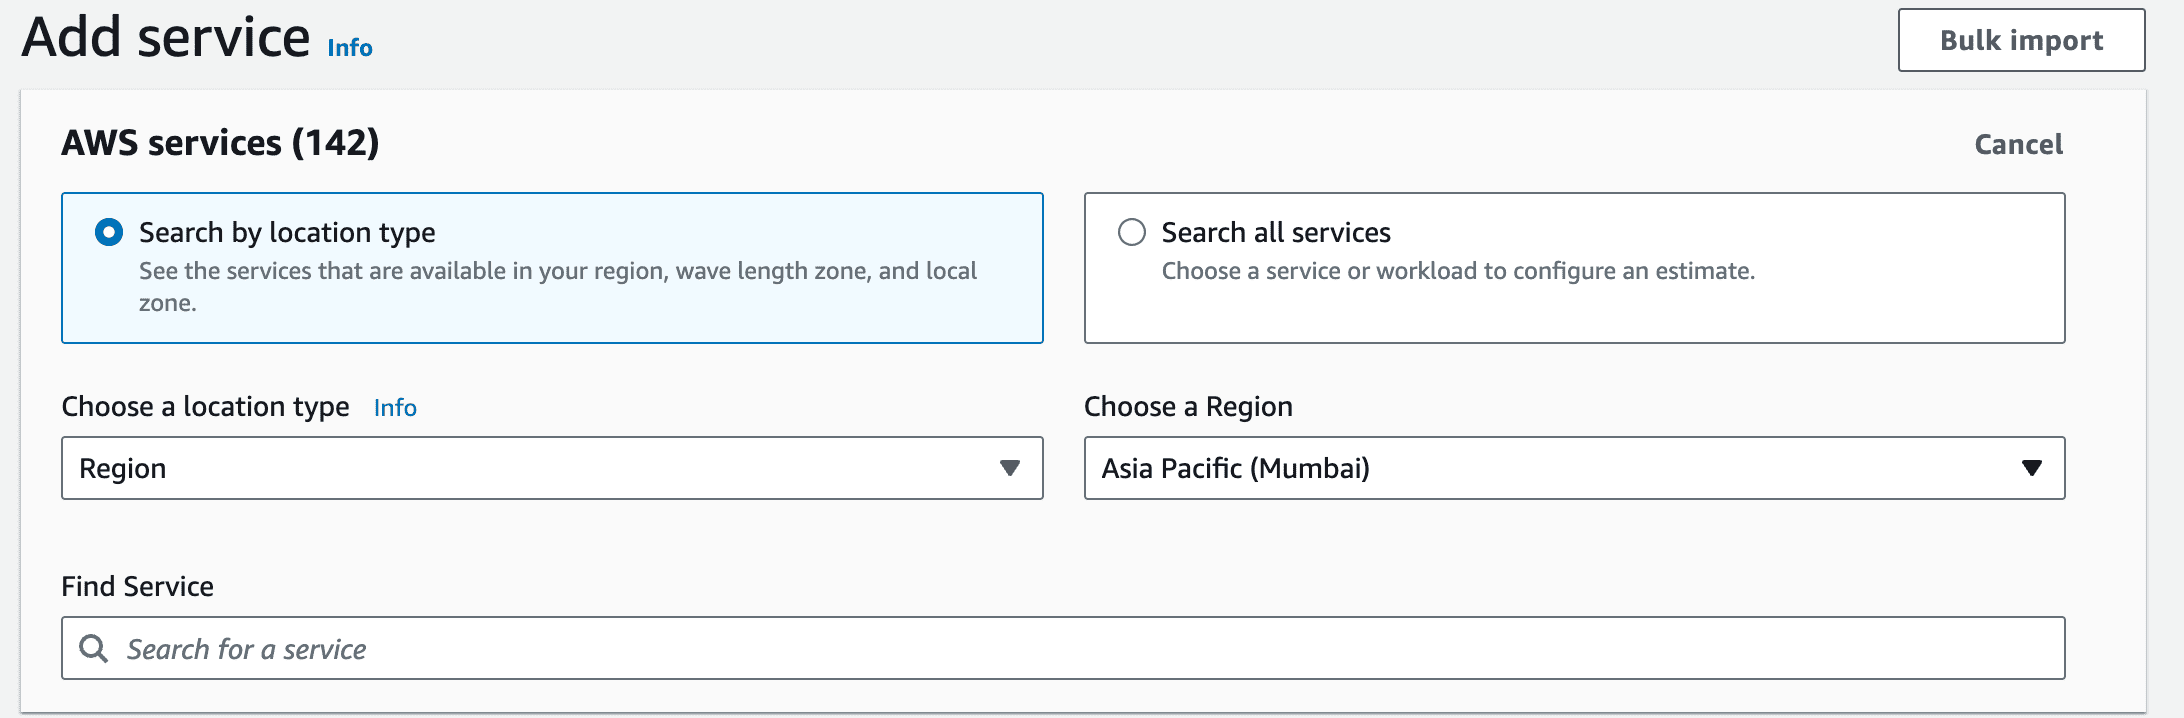 Add service Info
Bulk import
AWS services (142)
Cancel
Search by location type
See the services that are available in your region, wave length zone, and local
zone.
Search all services
Choose a service or workload to configure an estimate.
Choose a location type Info
Region
Choose a Region
Asia Pacific (Mumbai)
Find Service
Search for a service